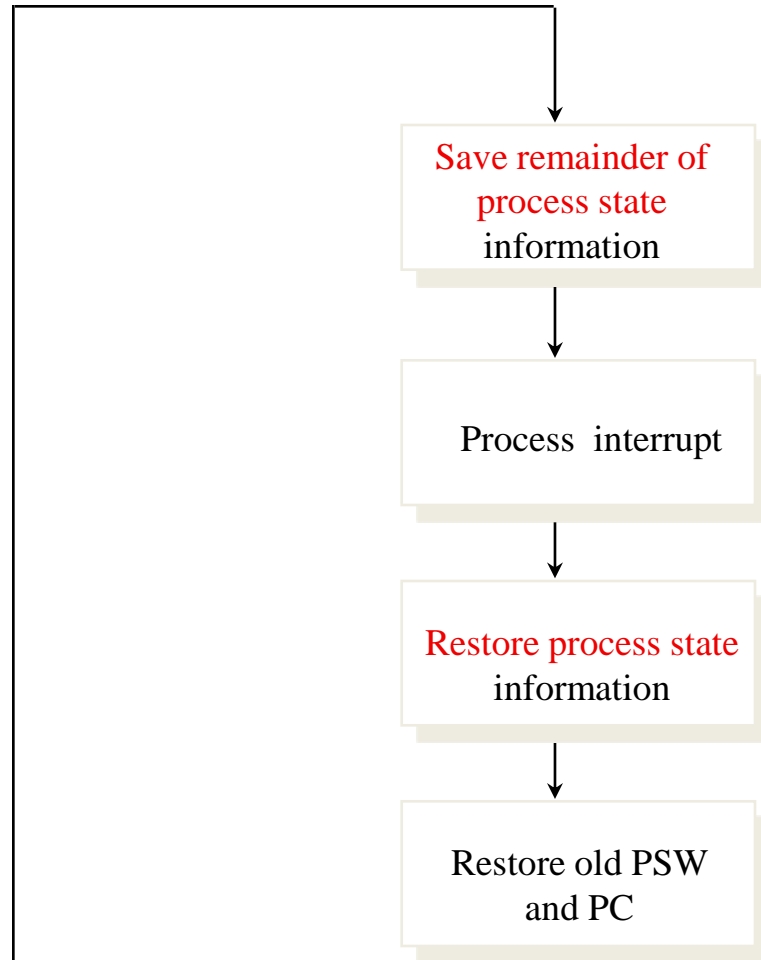 Save remainder of
process state
information
Process interrupt
Restore process state
information
Restore old PSW
and PC